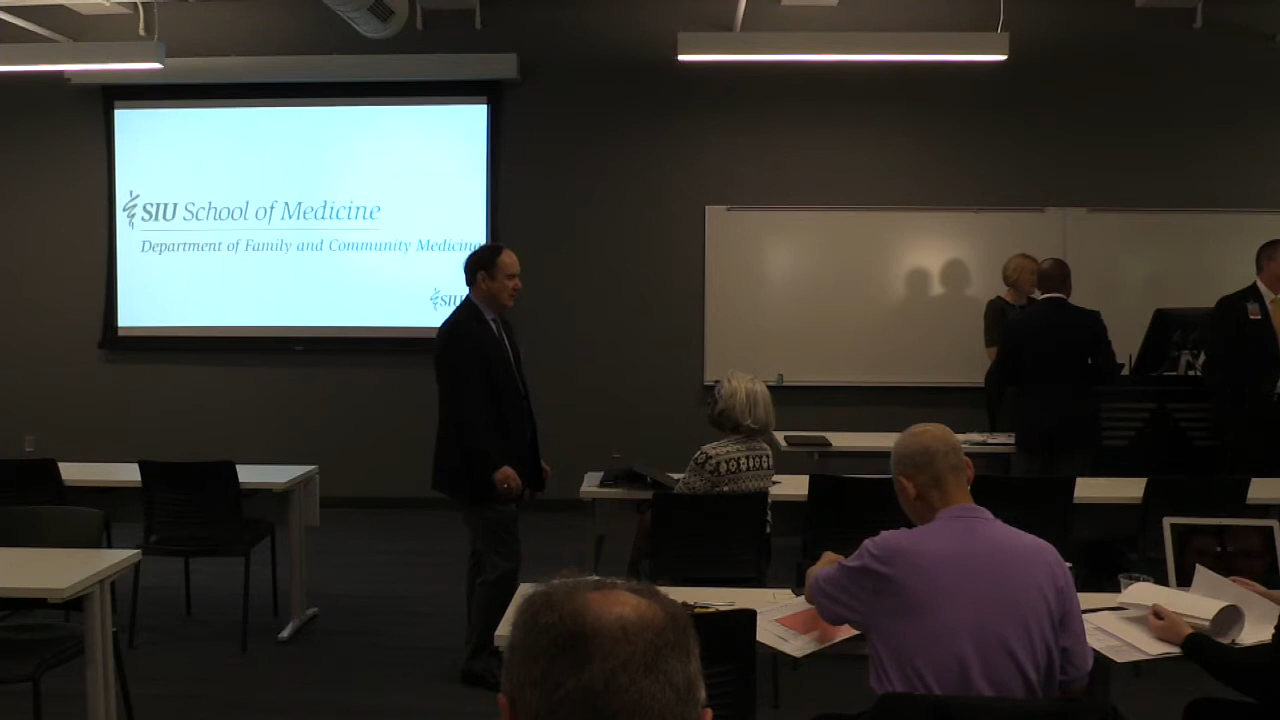 SIU School of Medicine
Department of Family and Community Medicine
SIU